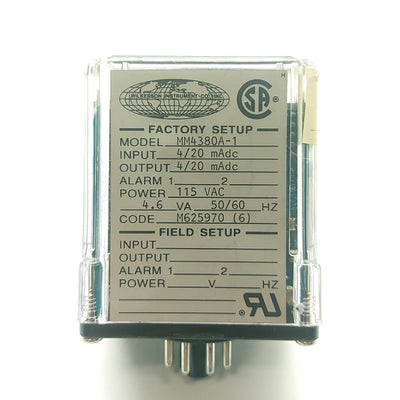 WILKERSON INSTRUMENT CO., INC.
SA
H
FACTORY SETUP
MODEL MM4380A-1
INPUT 4/20 mAdc
OUTPUT 4/20 mAdc
ALARM 1 2
POWER 115 VAC
4.6 VA 50/60 HZ
CODE M625970 (6)
FIELD SETUP
INPUT
OUTPUT
ALARM 1 2
POWER V HZ
RU